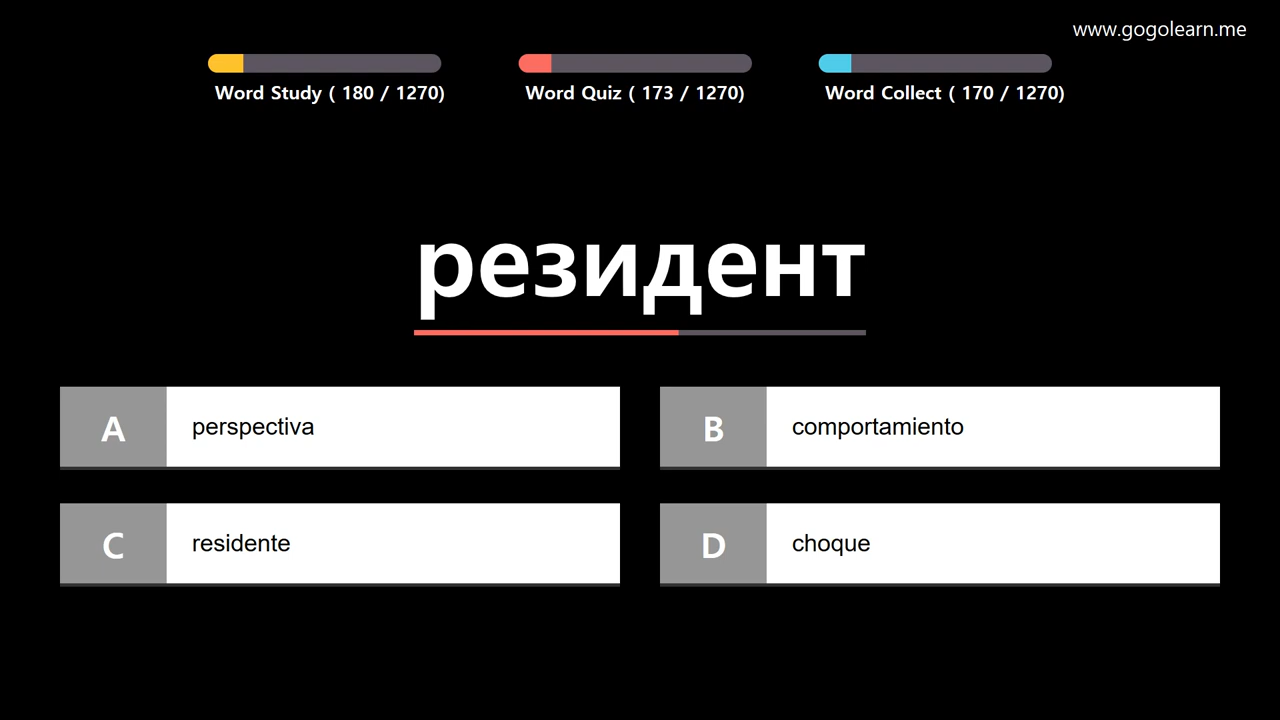 www.gogolearn.me
Word Study ( 180 / 1270)
Word Quiz ( 173 / 1270)
Word Collect ( 170 / 1270)
резидент
A
perspectiva
B
comportamiento
C
residente
D
choque